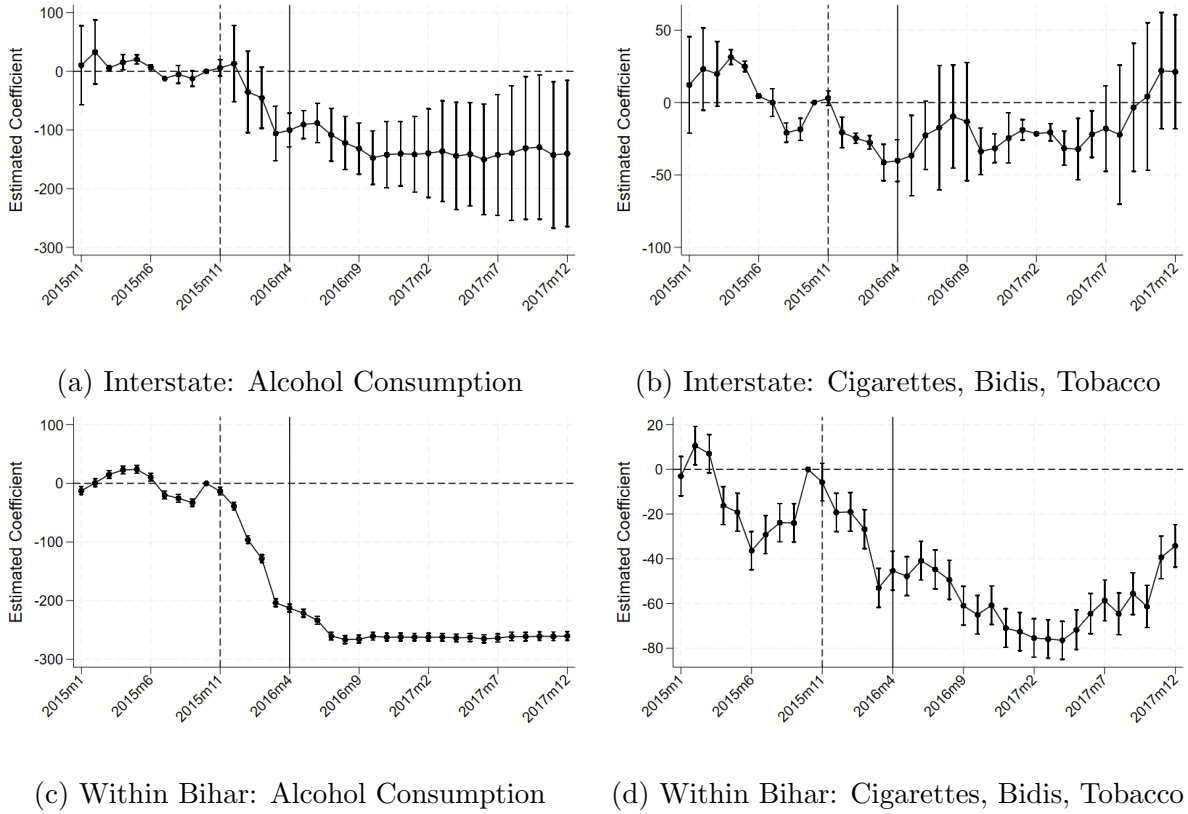 100
0
-100
-200
-300
Estimated Coefficient
2015m1
2015m6
2015m11
2016m4
2016m9
2017m2
2017m7
2017m12
(a) Interstate: Alcohol Consumption
50
0
-50
-100
Estimated Coefficient
2015m1
2015m6
2015m11
2016m4
2016m9
2017m2
2017m7
2017m12
(b) Interstate: Cigarettes, Bidis, Tobacco
100
0
-100
-200
-300
Estimated Coefficient
2015m1
2015m6
2015m11
2016m4
2016m9
2017m2
2017m7
2017m12
(c) Within Bihar: Alcohol Consumption
20
0
-20
-40
-60
-80
Estimated Coefficient
2015m1
2015m6
2015m11
2016m4
2016m9
2017m2
2017m7
2017m12
(d) Within Bihar: Cigarettes, Bidis, Tobacco